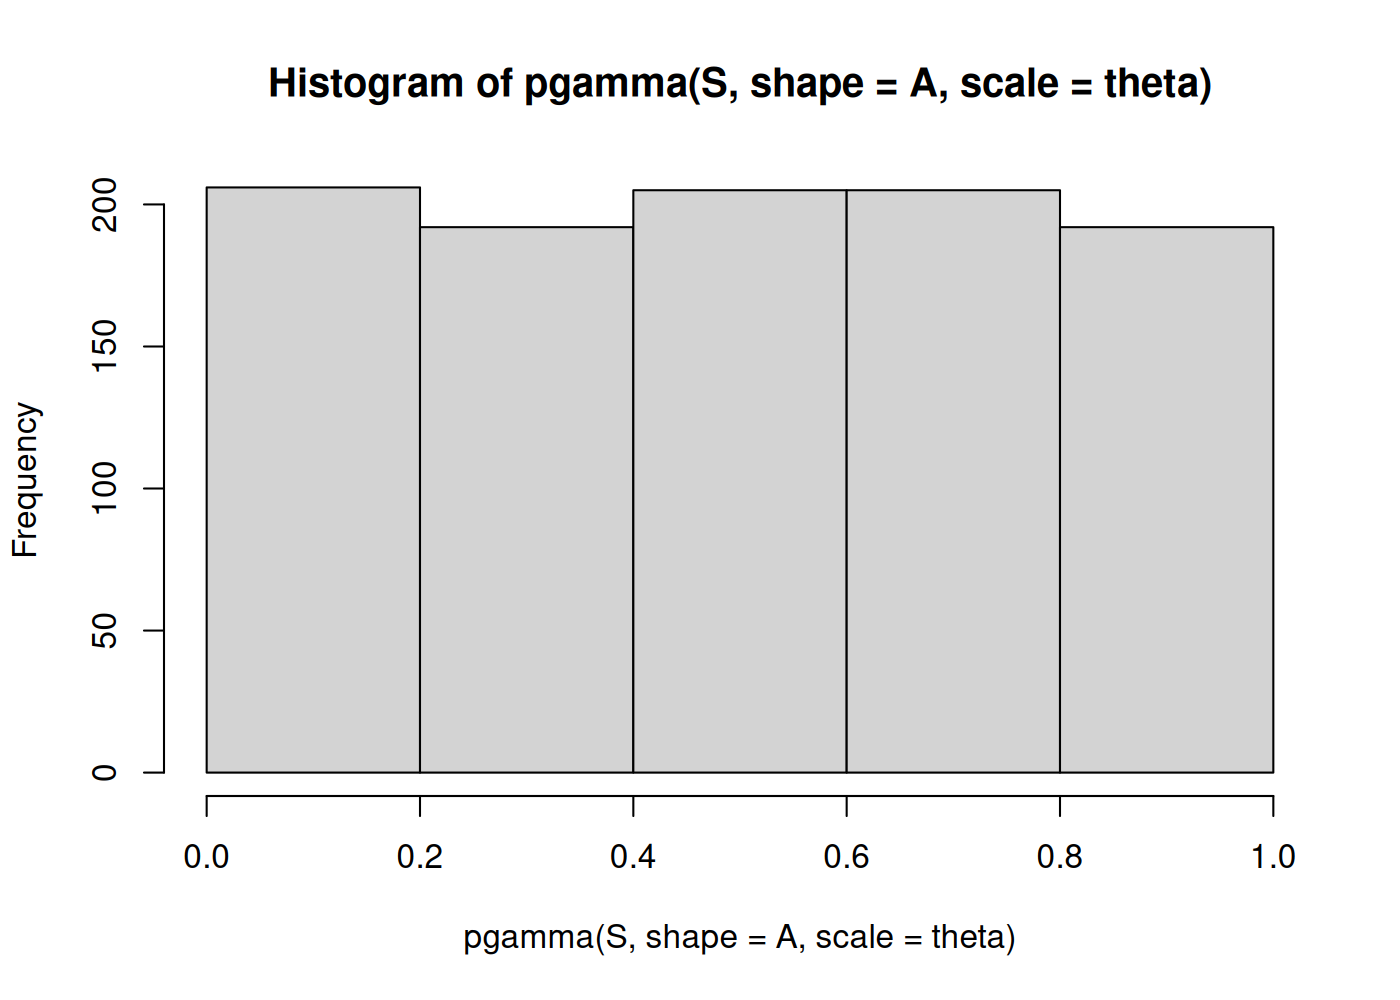 Histogram of pgamma(S, shape = A, scale = theta)
Frequency
200
150
100
50
0
0.0 0.2 0.4 0.6 0.8 1.0
pgamma(S, shape = A, scale = theta)